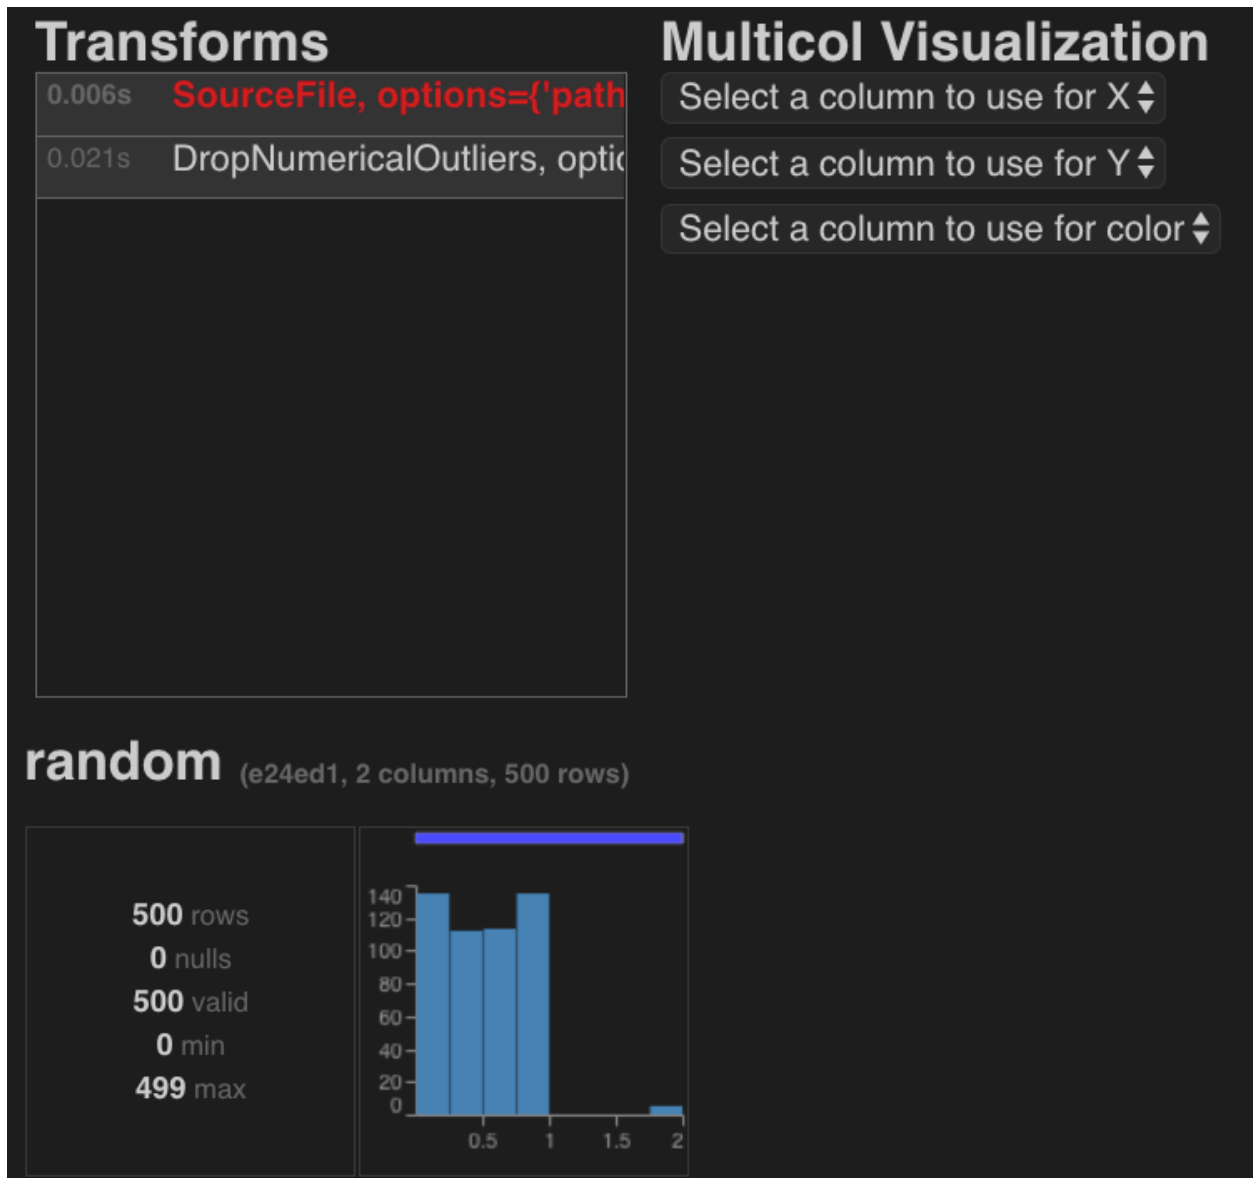 Transforms
0.006s SourceFile, options={'path
0.021s DropNumericalOutliers, optic
Multicol Visualization
Select a column to use for X
Select a column to use for Y
Select a column to use for color
random (e24ed1, 2 columns, 500 rows)
500 rows
0 nulls
500 valid
0 min
499 max
140
120
100
80
60
40
20
0
0.5 1 1.5 2